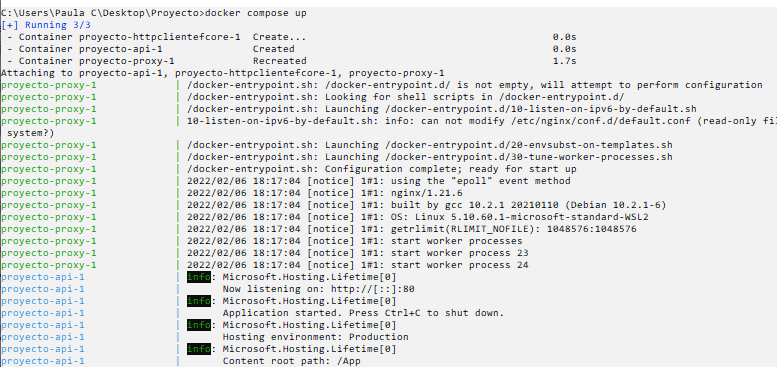 C:\Users\Paula C\Desktop\Proyecto>docker compose up
[+] Running 3/3
 - Container proyecto-httpclientefcore-1  Create...                                   0.0s
 - Container proyecto-api-1               Created                                     0.0s
 - Container proyecto-proxy-1             Recreated                                   1.7s
Attaching to proyecto-api-1, proyecto-httpclientefcore-1, proyecto-proxy-1
proyecto-proxy-1             | /docker-entrypoint.sh: /docker-entrypoint.d/ is not empty, will attempt to perform configuration
proyecto-proxy-1             | /docker-entrypoint.sh: Looking for shell scripts in /docker-entrypoint.d/
proyecto-proxy-1             | /docker-entrypoint.sh: Launching /docker-entrypoint.d/10-listen-on-ipv6-by-default.sh
proyecto-proxy-1             | 10-listen-on-ipv6-by-default.sh: info: can not modify /etc/nginx/conf.d/default.conf (read-only fil
 system?)
proyecto-proxy-1             | /docker-entrypoint.sh: Launching /docker-entrypoint.d/20-envsubst-on-templates.sh
proyecto-proxy-1             | /docker-entrypoint.sh: Launching /docker-entrypoint.d/30-tune-worker-processes.sh
proyecto-proxy-1             | /docker-entrypoint.sh: Configuration complete; ready for start up
proyecto-proxy-1             | 2022/02/06 18:17:04 [notice] 1#1: using the "epoll" event method
proyecto-proxy-1             | 2022/02/06 18:17:04 [notice] 1#1: nginx/1.21.6
proyecto-proxy-1             | 2022/02/06 18:17:04 [notice] 1#1: built by gcc 10.2.1 20210110 (Debian 10.2.1-6)
proyecto-proxy-1             | 2022/02/06 18:17:04 [notice] 1#1: OS: Linux 5.10.60.1-microsoft-standard-WSL2
proyecto-proxy-1             | 2022/02/06 18:17:04 [notice] 1#1: getrlimit(RLIMIT_NOFILE): 1048576:1048576
proyecto-proxy-1             | 2022/02/06 18:17:04 [notice] 1#1: start worker processes
proyecto-proxy-1             | 2022/02/06 18:17:04 [notice] 1#1: start worker process 23
proyecto-proxy-1             | 2022/02/06 18:17:04 [notice] 1#1: start worker process 24
proyecto-api-1               | info: Microsoft.Hosting.Lifetime[0]
proyecto-api-1               |       Now listening on: http://[::]:80
proyecto-api-1               | info: Microsoft.Hosting.Lifetime[0]
proyecto-api-1               |       Application started. Press Ctrl+C to shut down.
proyecto-api-1               | info: Microsoft.Hosting.Lifetime[0]
proyecto-api-1               |       Hosting environment: Production
proyecto-api-1               | info: Microsoft.Hosting.Lifetime[0]
proyecto-api-1               |       Content root path: /App